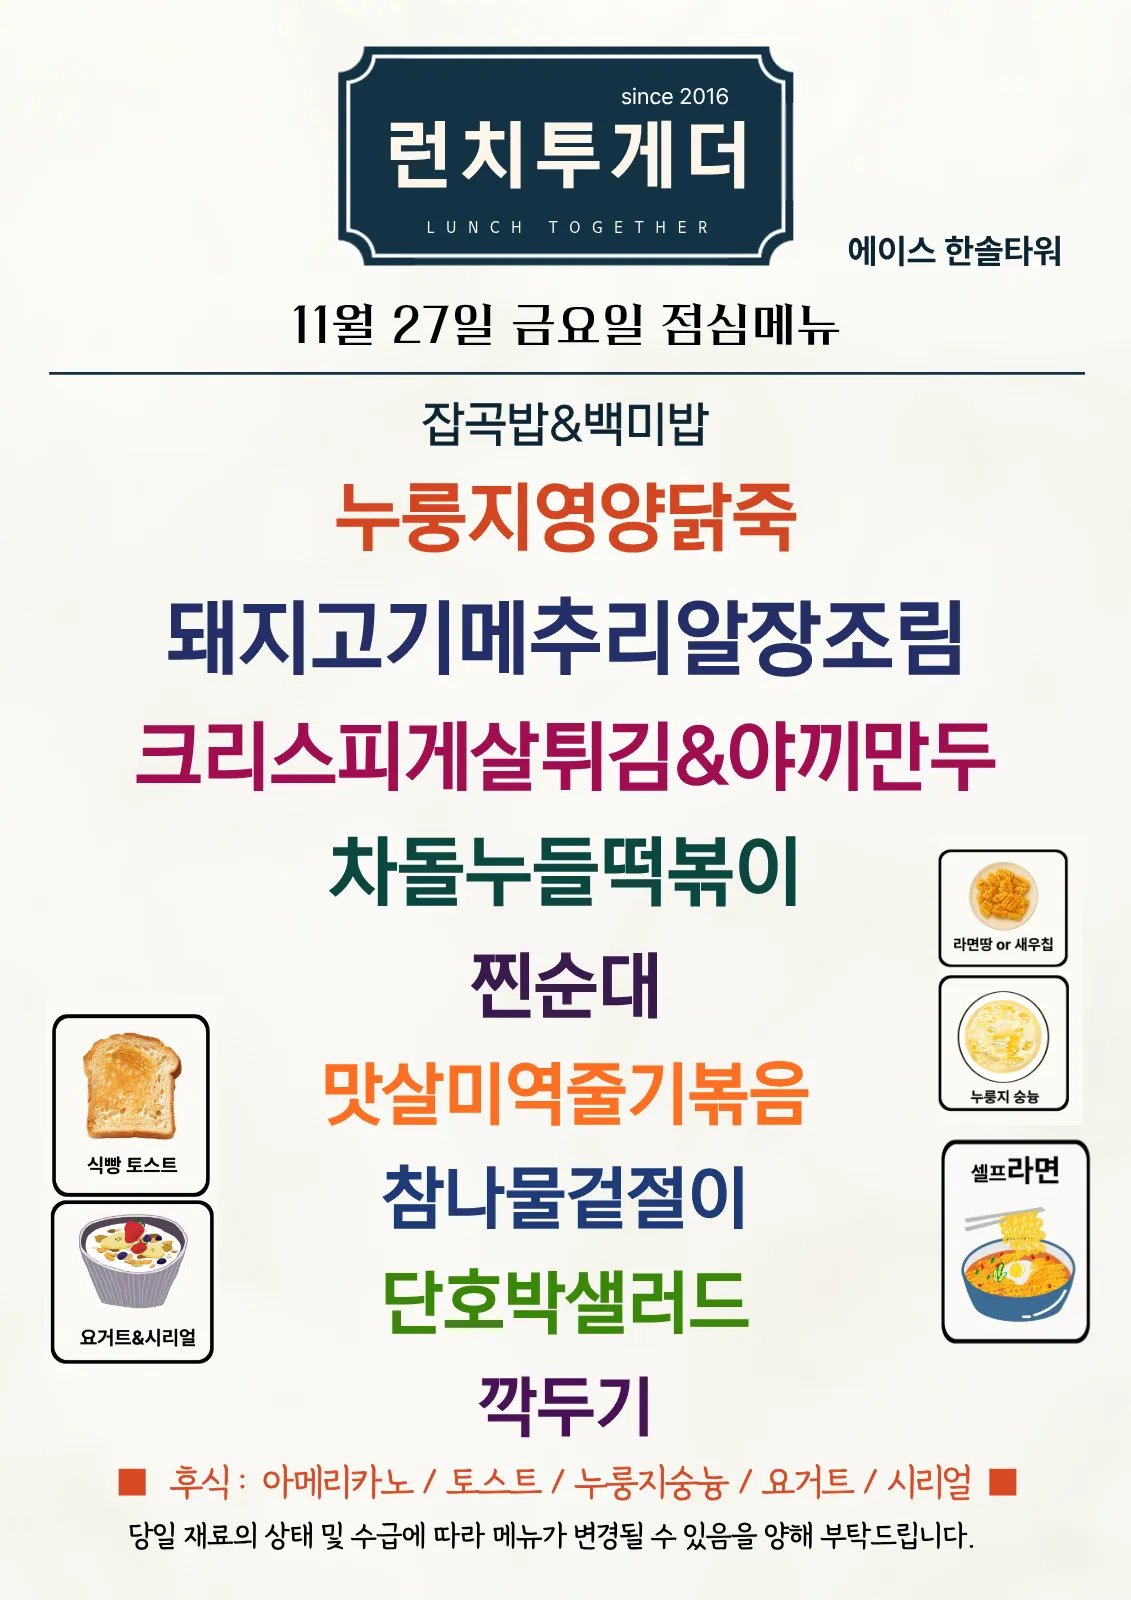 since 2016
런치투게더
LUNCH TOGETHER
에이스 한솔타워
11월 27일 금요일 점심메뉴
잡곡밥&백미밥
누룽지영양닭죽
돼지고기메추리알장조림
크리스피게살튀김&야끼만두
차돌누들떡볶이
라면땅 or 새우칩
찐순대
누룽지 숭늉
맛살미역줄기볶음
식빵 토스트
셀프라면
참나물겉절이
단호박샐러드
요거트&시리얼
깍두기
■ 후식 : 아메리카노 / 토스트 / 누룽지숭늉 / 요거트 / 시리얼 ■
당일 재료의 상태 및 수급에 따라 메뉴가 변경될 수 있음을 양해 부탁드립니다.